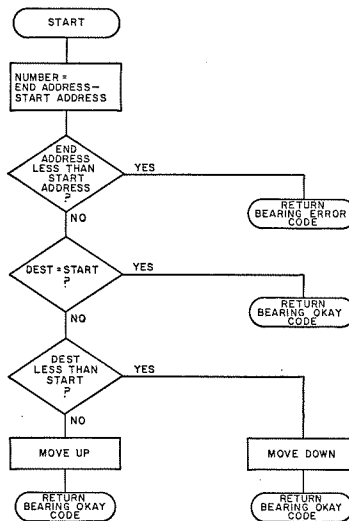 START
NUMBER =
END ADDRESS-
START ADDRESS
END
ADDRESS
LESS THAN
START
ADDRESS
?
YES
RETURN
BEARING ERROR
CODE
NO
DEST = START
?
YES
RETURN
BEARING OKAY
CODE
NO
DEST
LESS THAN
START
?
YES
NO
MOVE UP
MOVE DOWN
RETURN
BEARING OKAY
CODE
RETURN
BEARING OKAY
CODE